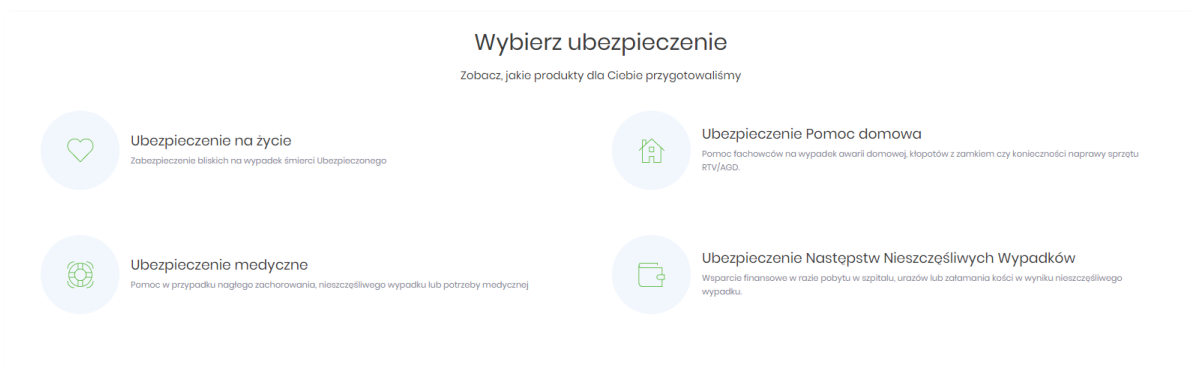 Wybierz ubezpieczenie
Zobacz, jakie produkty dla Ciebie przygotowaliśmy
Ubezpieczenie na życie
Zabezpieczenie bliskich na wypadek śmierci Ubezpieczonego
Ubezpieczenie Pomoc domowa
Pomoc fachowców na wypadek awarii domowej, kłopotów z zamkiem czy konieczności naprawy sprzętu
RTV/AGD.
Ubezpieczenie medyczne
Pomoc w przypadku nagłego zachorowania, nieszczęśliwego wypadku lub potrzeby medycznej
Ubezpieczenie Następstw Nieszczęśliwych Wypadków
Wsparcie finansowe w razie pobytu w szpitalu, urazów lub załamania kości w wyniku nieszczęśliwego
wypadku.